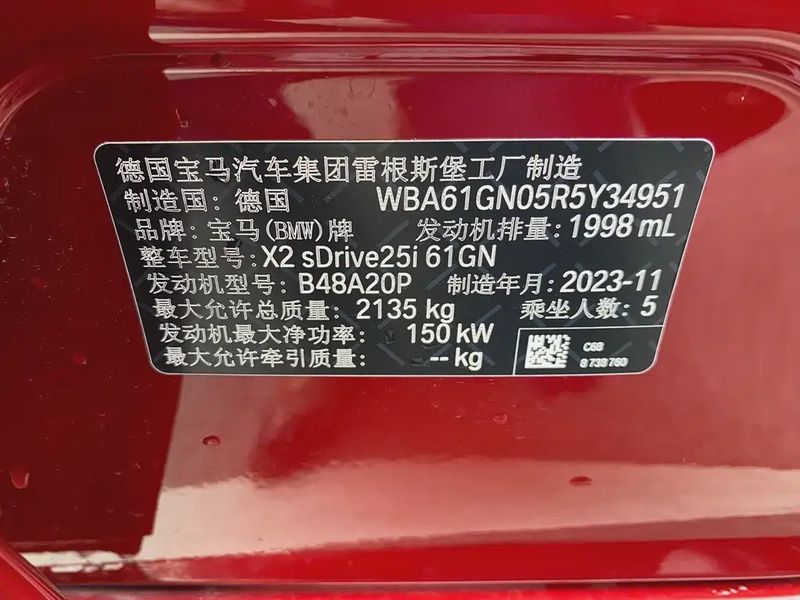 德国宝马汽车集团雷根斯堡工厂制造
制造国: 德国 WBA61GN05R5Y34951
品牌: 宝马(BMW)牌 发动机排量: 1998 mL
整车型号: X2 sDrive25i 61GN
发动机型号: B48A20P 制造年月: 2023-11
最大允许总质量: 2135 kg 乘坐人数: 5
发动机最大净功率: 150 kW
最大允许牵引质量: -- kg
C6B
8 738 760